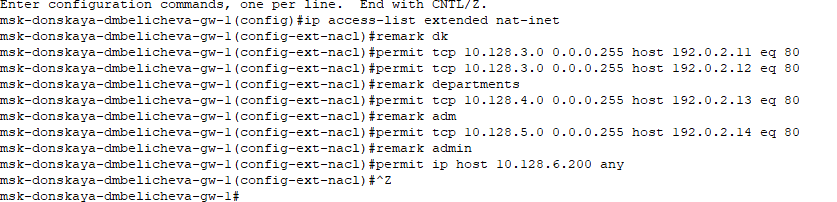 Enter configuration commands, one per line.  End with CNTL/Z.
msk-donskaya-dmbelicheva-gw-1(config)#ip access-list extended nat-inet
msk-donskaya-dmbelicheva-gw-1(config-ext-nacl)#remark dk
msk-donskaya-dmbelicheva-gw-1(config-ext-nacl)#permit tcp 10.128.3.0 0.0.0.255 host 192.0.2.11 eq 80
msk-donskaya-dmbelicheva-gw-1(config-ext-nacl)#permit tcp 10.128.3.0 0.0.0.255 host 192.0.2.12 eq 80
msk-donskaya-dmbelicheva-gw-1(config-ext-nacl)#remark departments
msk-donskaya-dmbelicheva-gw-1(config-ext-nacl)#permit tcp 10.128.4.0 0.0.0.255 host 192.0.2.13 eq 80
msk-donskaya-dmbelicheva-gw-1(config-ext-nacl)#remark adm
msk-donskaya-dmbelicheva-gw-1(config-ext-nacl)#permit tcp 10.128.5.0 0.0.0.255 host 192.0.2.14 eq 80
msk-donskaya-dmbelicheva-gw-1(config-ext-nacl)#remark admin
msk-donskaya-dmbelicheva-gw-1(config-ext-nacl)#permit ip host 10.128.6.200 any
msk-donskaya-dmbelicheva-gw-1(config-ext-nacl)#^Z
msk-donskaya-dmbelicheva-gw-1#